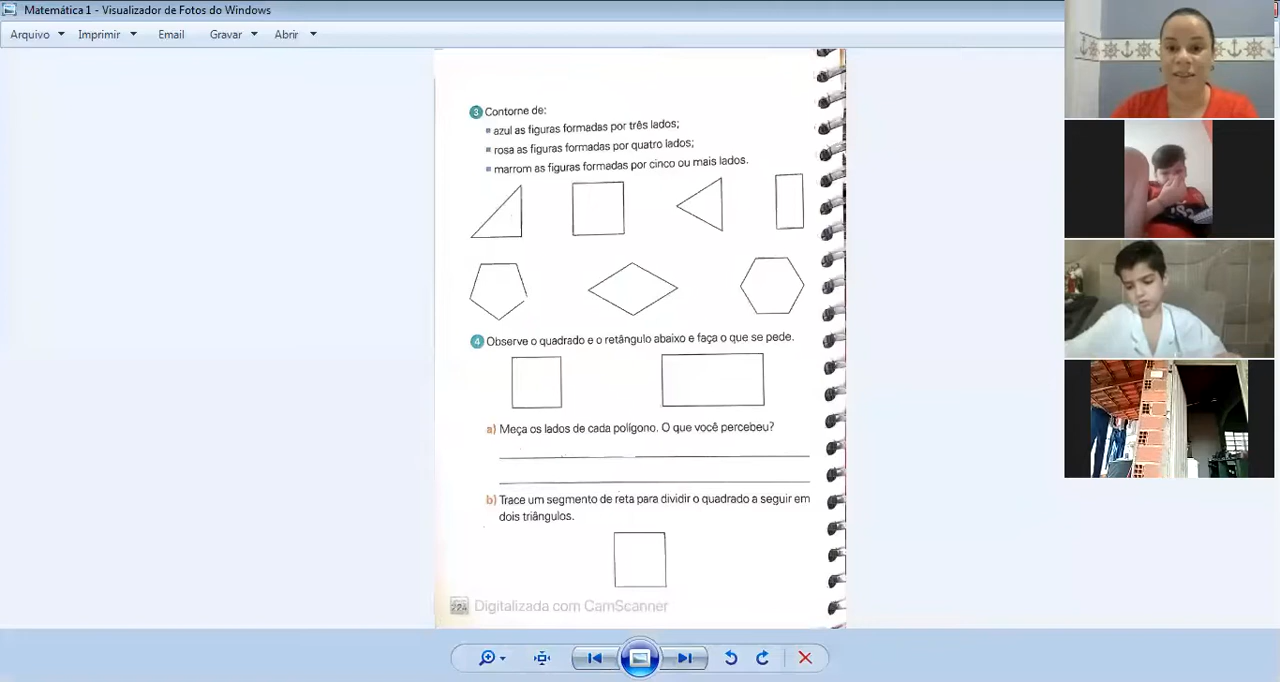 Matemática 1 - Visualizador de Fotos do Windows
Arquivo Imprimir Email Gravar Abrir
3 Contorne de:
azul as figuras formadas por três lados;
rosa as figuras formadas por quatro lados;
marrom as figuras formadas por cinco ou mais lados.
4 Observe o quadrado e o retângulo abaixo e faça o que se pede.
a) Meça os lados de cada polígono. O que você percebeu?
b) Trace um segmento de reta para dividir o quadrado a seguir em
dois triângulos.
224 Digitalizada com CamScanner